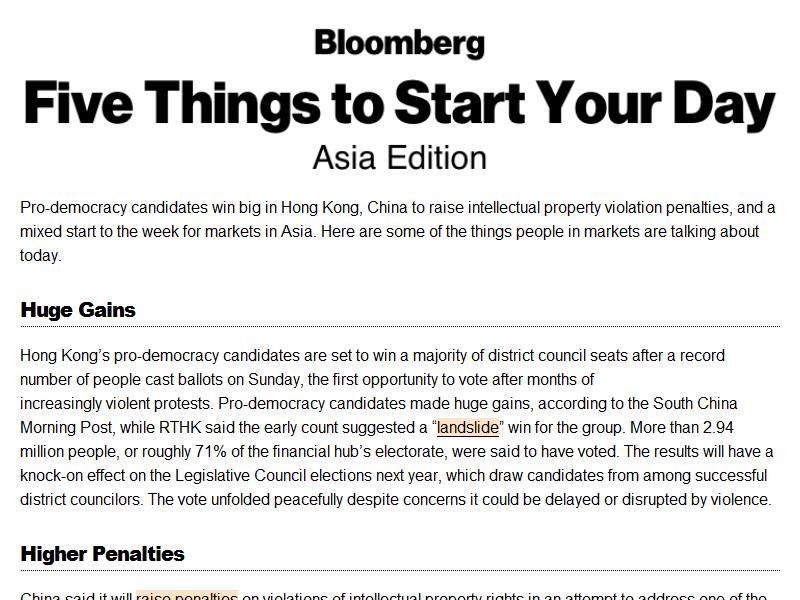 Bloomberg
Five Things to Start Your Day
Asia Edition
Pro-democracy candidates win big in Hong Kong, China to raise intellectual property violation penalties, and a
mixed start to the week for markets in Asia. Here are some of the things people in markets are talking about
today.
Huge Gains
Hong Kong’s pro-democracy candidates are set to win a majority of district council seats after a record
number of people cast ballots on Sunday, the first opportunity to vote after months of
increasingly violent protests. Pro-democracy candidates made huge gains, according to the South China
Morning Post, while RTHK said the early count suggested a “landslide” win for the group. More than 2.94
million people, or roughly 71% of the financial hub’s electorate, were said to have voted. The results will have a
knock-on effect on the Legislative Council elections next year, which draw candidates from among successful
district councilors. The vote unfolded peacefully despite concerns it could be delayed or disrupted by violence.
Higher Penalties
China said it will raise penalties on violations of intellectual property rights in an attempt to address one of the